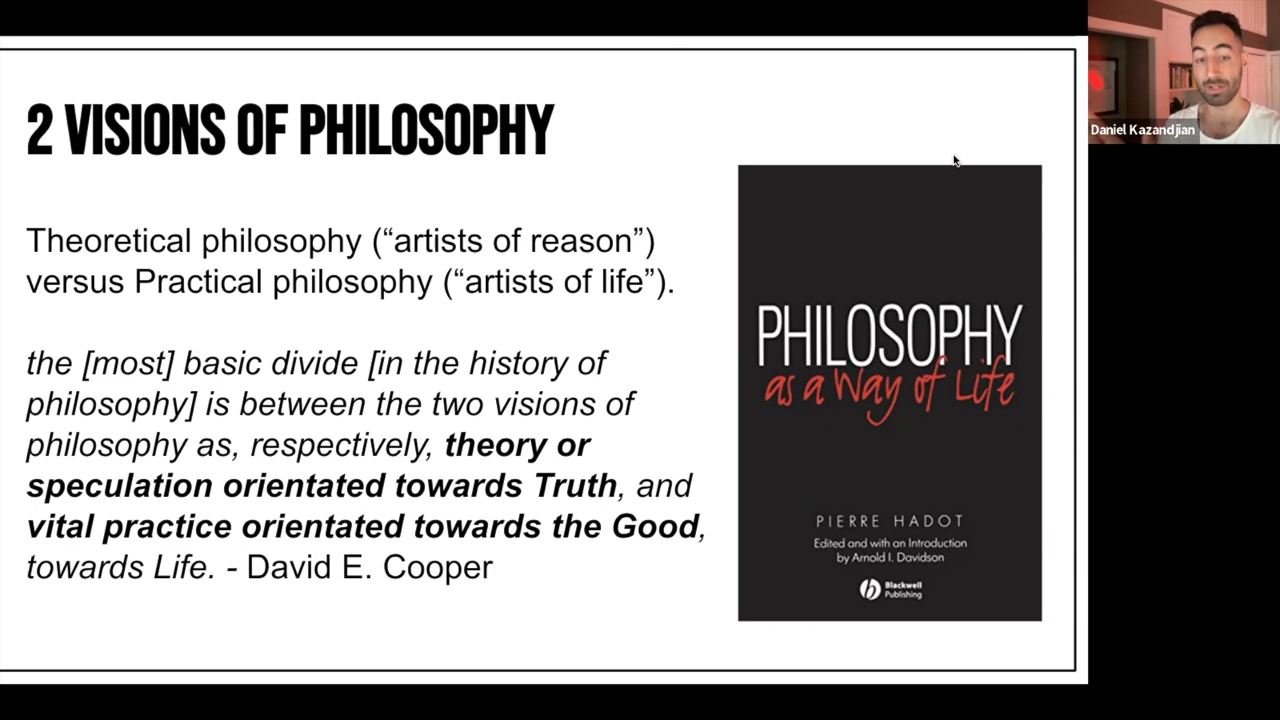 2 VISIONS OF PHILOSOPHY
Theoretical philosophy (“artists of reason”)
versus Practical philosophy (“artists of life”).
the [most] basic divide [in the history of
philosophy] is between the two visions of
philosophy as, respectively, theory or
speculation orientated towards Truth, and
vital practice orientated towards the Good,
towards Life. - David E. Cooper
PHILOSOPHY
as a Way of Life
PIERRE HADOT
Edited and with an Introduction
by Arnold I. Davidson
Blackwell
Publishing
Daniel Kazandjian